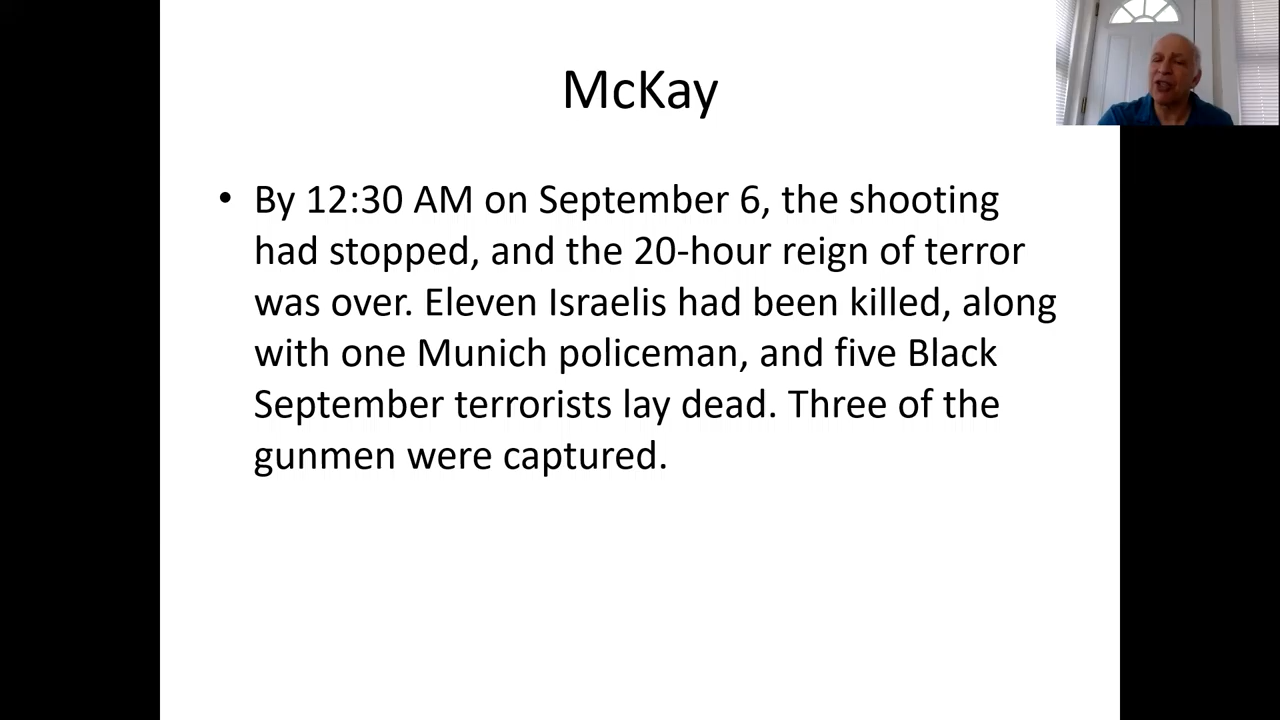 McKay
• By 12:30 AM on September 6, the shooting
had stopped, and the 20-hour reign of terror
was over. Eleven Israelis had been killed, along
with one Munich policeman, and five Black
September terrorists lay dead. Three of the
gunmen were captured.